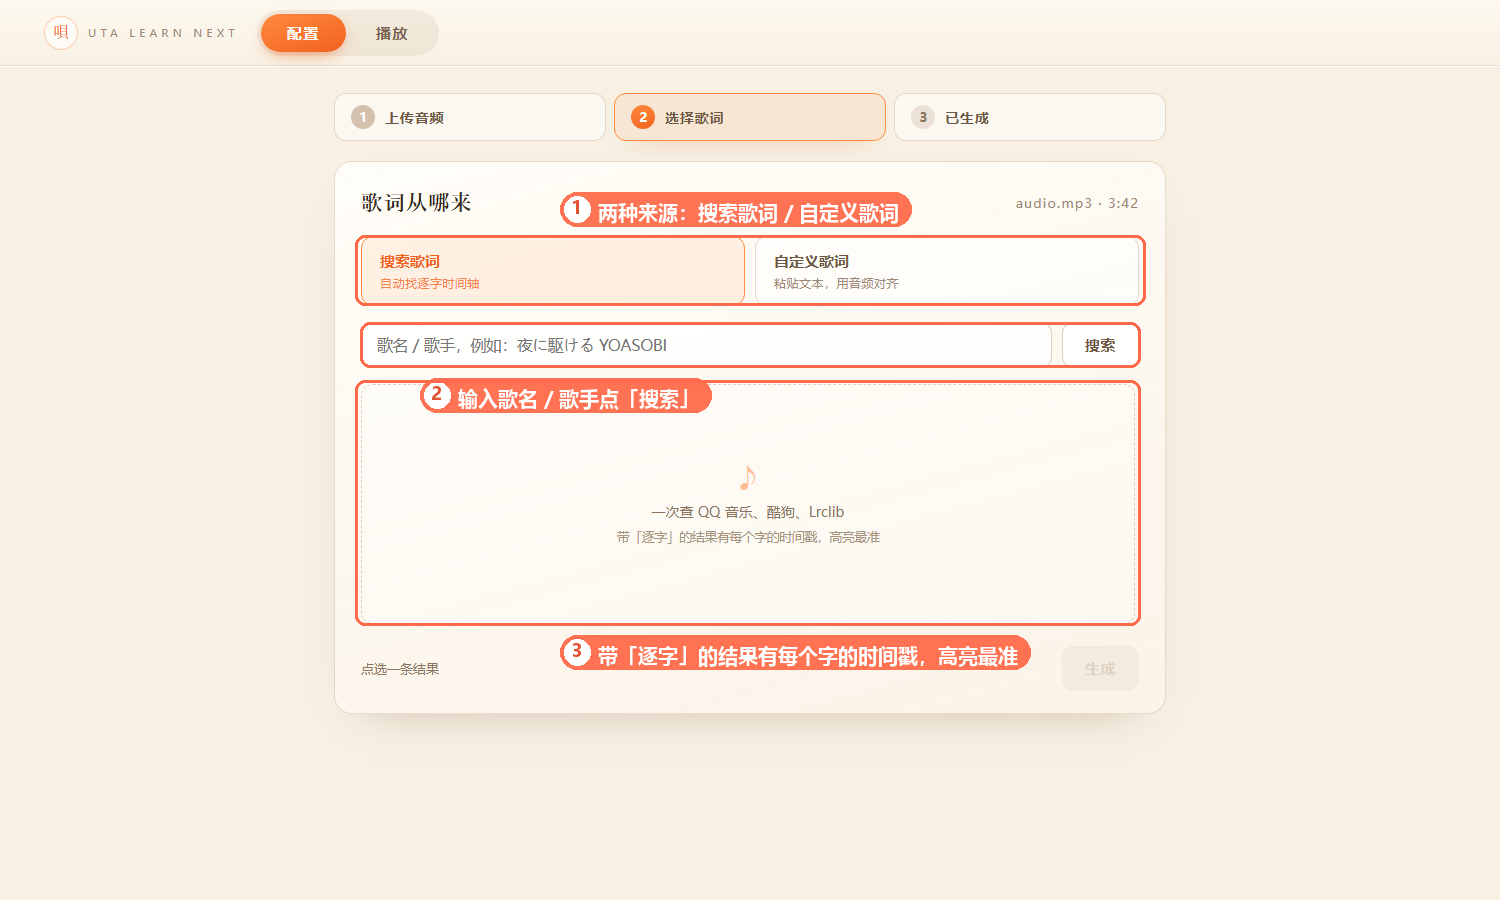 唄 UTA LEARN NEXT 配置 播放
1 上传音频 2 选择歌词 3 已生成
歌词从哪来 1 两种来源：搜索歌词 / 自定义歌词 audio.mp3 · 3:42
搜索歌词
自动找逐字时间轴
自定义歌词
粘贴文本，用音频对齐
歌名 / 歌手，例如：夜に駆ける YOASOBI 搜索
2 输入歌名 / 歌手点「搜索」
♪
一次查 QQ 音乐、酷狗、Lrclib
带「逐字」的结果有每个字的时间戳，高亮最准
3 带「逐字」的结果有每个字的时间戳，高亮最准
点选一条结果 生成